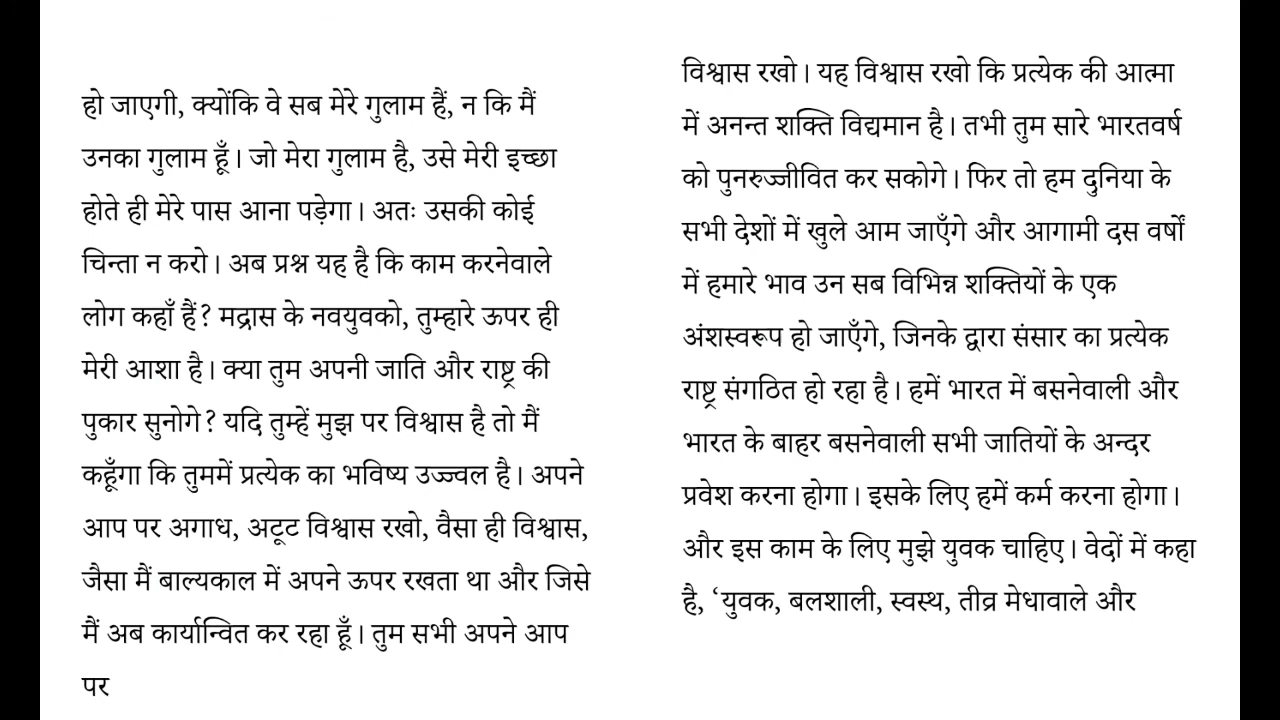 हो जाएगी, क्योंकि वे सब मेरे गुलाम हैं, न कि मैं
उनका गुलाम हूँ। जो मेरा गुलाम है, उसे मेरी इच्छा
होते ही मेरे पास आना पड़ेगा। अतः उसकी कोई
चिन्ता न करो। अब प्रश्न यह है कि काम करनेवाले
लोग कहाँ हैं? मद्रास के नवयुवको, तुम्हारे ऊपर ही
मेरी आशा है। क्या तुम अपनी जाति और राष्ट्र की
पुकार सुनोगे? यदि तुम्हें मुझ पर विश्वास है तो मैं
कहूँगा कि तुममें प्रत्येक का भविष्य उज्ज्वल है। अपने
आप पर अगाध, अटूट विश्वास रखो, वैसा ही विश्वास,
जैसा मैं बाल्यकाल में अपने ऊपर रखता था और जिसे
मैं अब कार्यान्वित कर रहा हूँ। तुम सभी अपने आप
पर
विश्वास रखो। यह विश्वास रखो कि प्रत्येक की आत्मा
में अनन्त शक्ति विद्यमान है। तभी तुम सारे भारतवर्ष
को पुनरुज्जीवित कर सकोगे। फिर तो हम दुनिया के
सभी देशों में खुले आम जाएँगे और आगामी दस वर्षों
में हमारे भाव उन सब विभिन्न शक्तियों के एक
अंशस्वरूप हो जाएँगे, जिनके द्वारा संसार का प्रत्येक
राष्ट्र संगठित हो रहा है। हमें भारत में बसनेवाली और
भारत के बाहर बसनेवाली सभी जातियों के अन्दर
प्रवेश करना होगा। इसके लिए हमें कर्म करना होगा।
और इस काम के लिए मुझे युवक चाहिए। वेदों में कहा
है, ‘युवक, बलशाली, स्वस्थ, तीव्र मेधावाले और